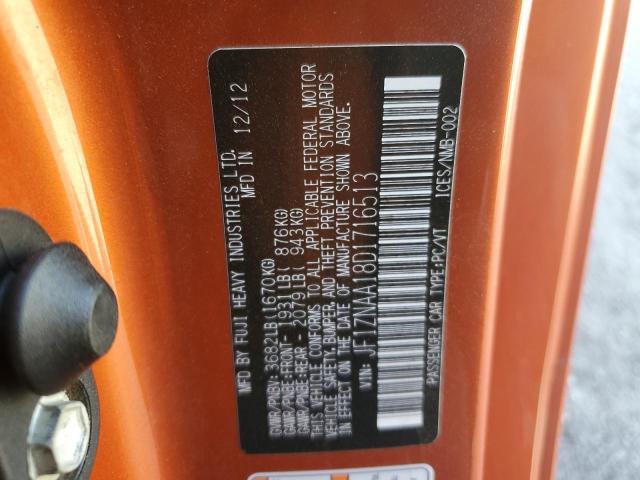 MFD BY FUJI HEAVY INDUSTRIES LTD.
MFD IN 12/12
GVWR/PNBV: 3682LB(1670KG)
GAWR/PNBE:FRONT- 1931LB( 876KG)
GAWR/PNBE:REAR - 2079LB( 943KG)
THIS VEHICLE CONFORMS TO ALL APPLICABLE FEDERAL MOTOR
VEHICLE SAFETY,BUMPER, AND THEFT PREVENTION STANDARDS
IN EFFECT ON THE DATE OF MANUFACTURE SHOWN ABOVE.
VIN: JF1ZNAA18D1716513
PASSENGER CAR TYPE:PC/VT ICES/NMB-002